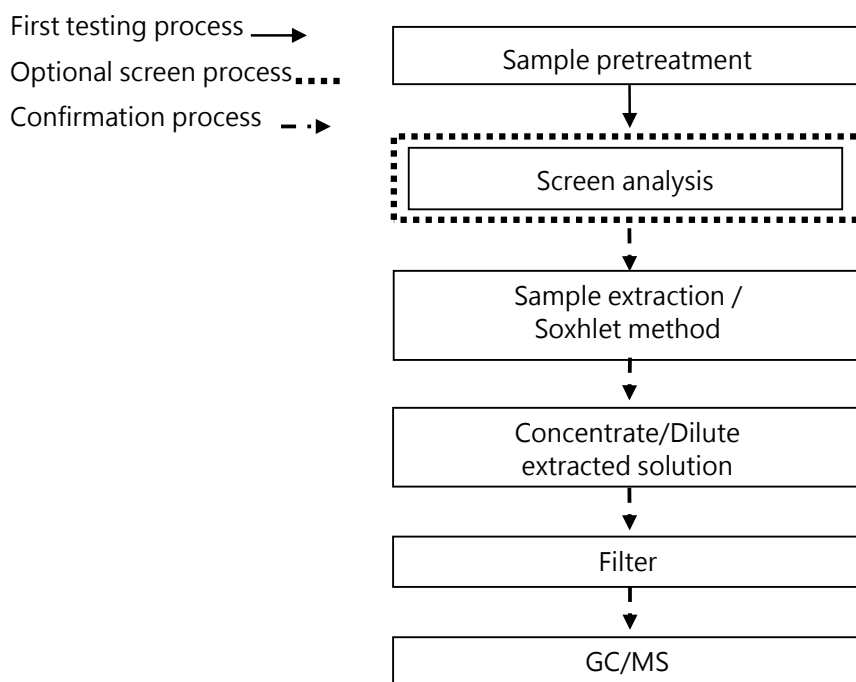 First testing process
Optional screen process
Confirmation process
Sample pretreatment
Screen analysis
Sample extraction /
Soxhlet method
Concentrate/Dilute
extracted solution
Filter
GC/MS